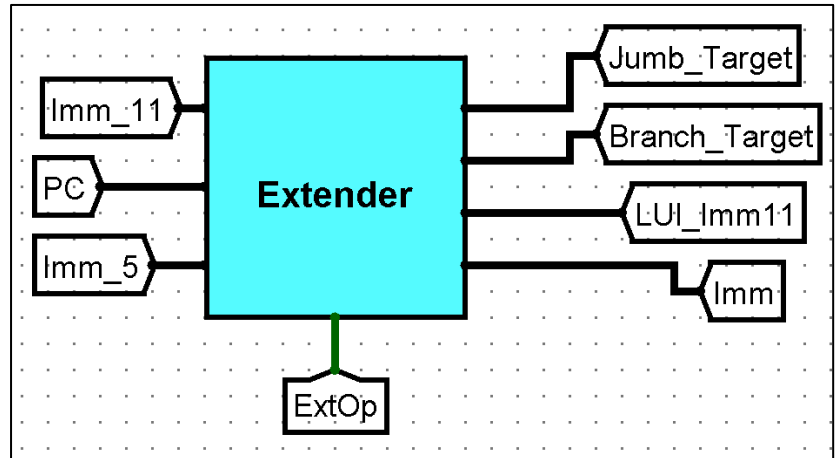 Imm_11
PC
Imm_5
Extender
ExtOp
Jumb_Target
Branch_Target
LUI_Imm11
Imm